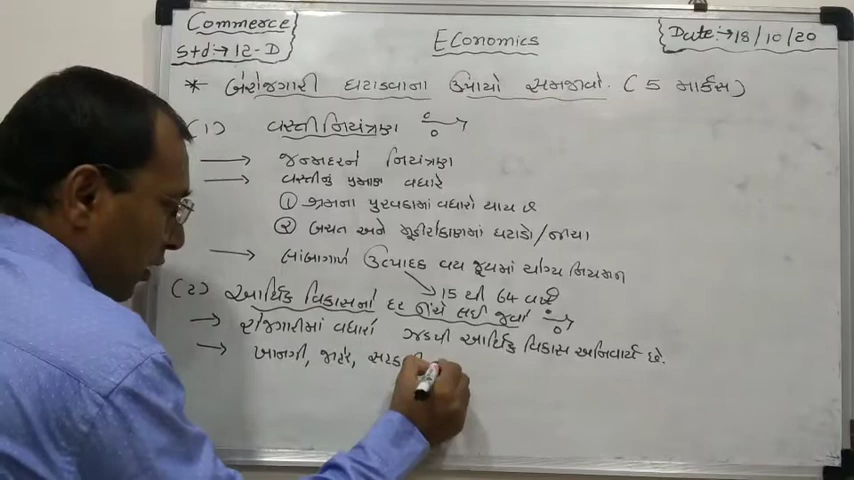 Commerce
Std:→ 12-D
Economics
Date:→18/10/20
* બેરોજગારી ઘટાડવાના ઉપાયો સમજાવો. (5 માર્કસ)
(1) વસ્તી નિયંત્રણ
→ જન્મદરને નિયંત્રણ
→ વસ્તીનું પ્રમાણ વધારે
① શ્રમના પુરવઠામાં વધારો થાય છે
② બચત અને મૂડીરોકાણમાં ઘટાડો/નીચા
→ લાંબાગાળે ઉત્પાદક વય જૂથમાં યોગ્ય નિયમન
→ 15 થી 64 વર્ષ
(2) આર્થિક વિકાસનો દર ઊંચે લઈ જવો
→ રોજગારીમાં વધારો ઝડપી આર્થિક વિકાસ અનિવાર્ય છે.
→ ખાનગી, જાહેર,